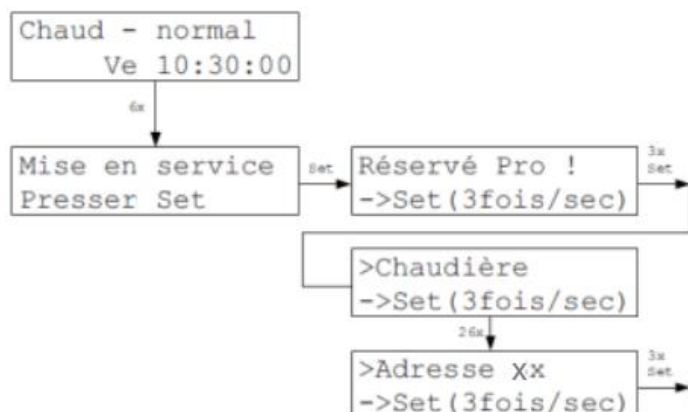 Chaud - normal
Ve 10:30:00
6x
Mise en service
Presser Set
Set
Réservé Pro !
->Set(3fois/sec)
3x
Set
>Chaudière
->Set(3fois/sec)
26x
>Adresse Xx
->Set(3fois/sec)
3x
Set